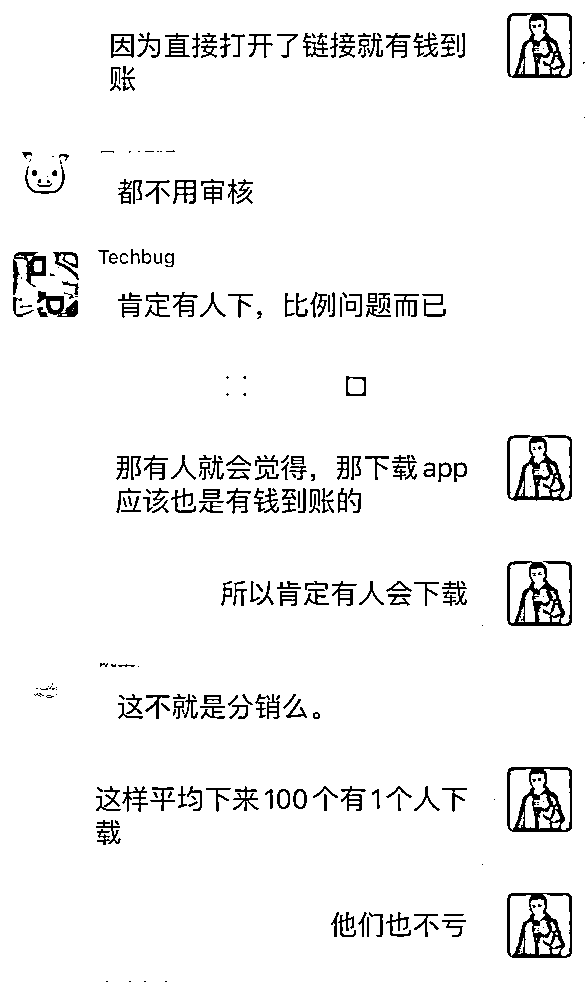 因为直接打开了链接就有钱到
账
都不用审核
Techbug
肯定有人下，比例问题而已
那有人就会觉得，那下载app
应该也是有钱到账的
所以肯定有人会下载
这不就是分销么。
这样平均下来100个有1个人下
载
他们也不亏